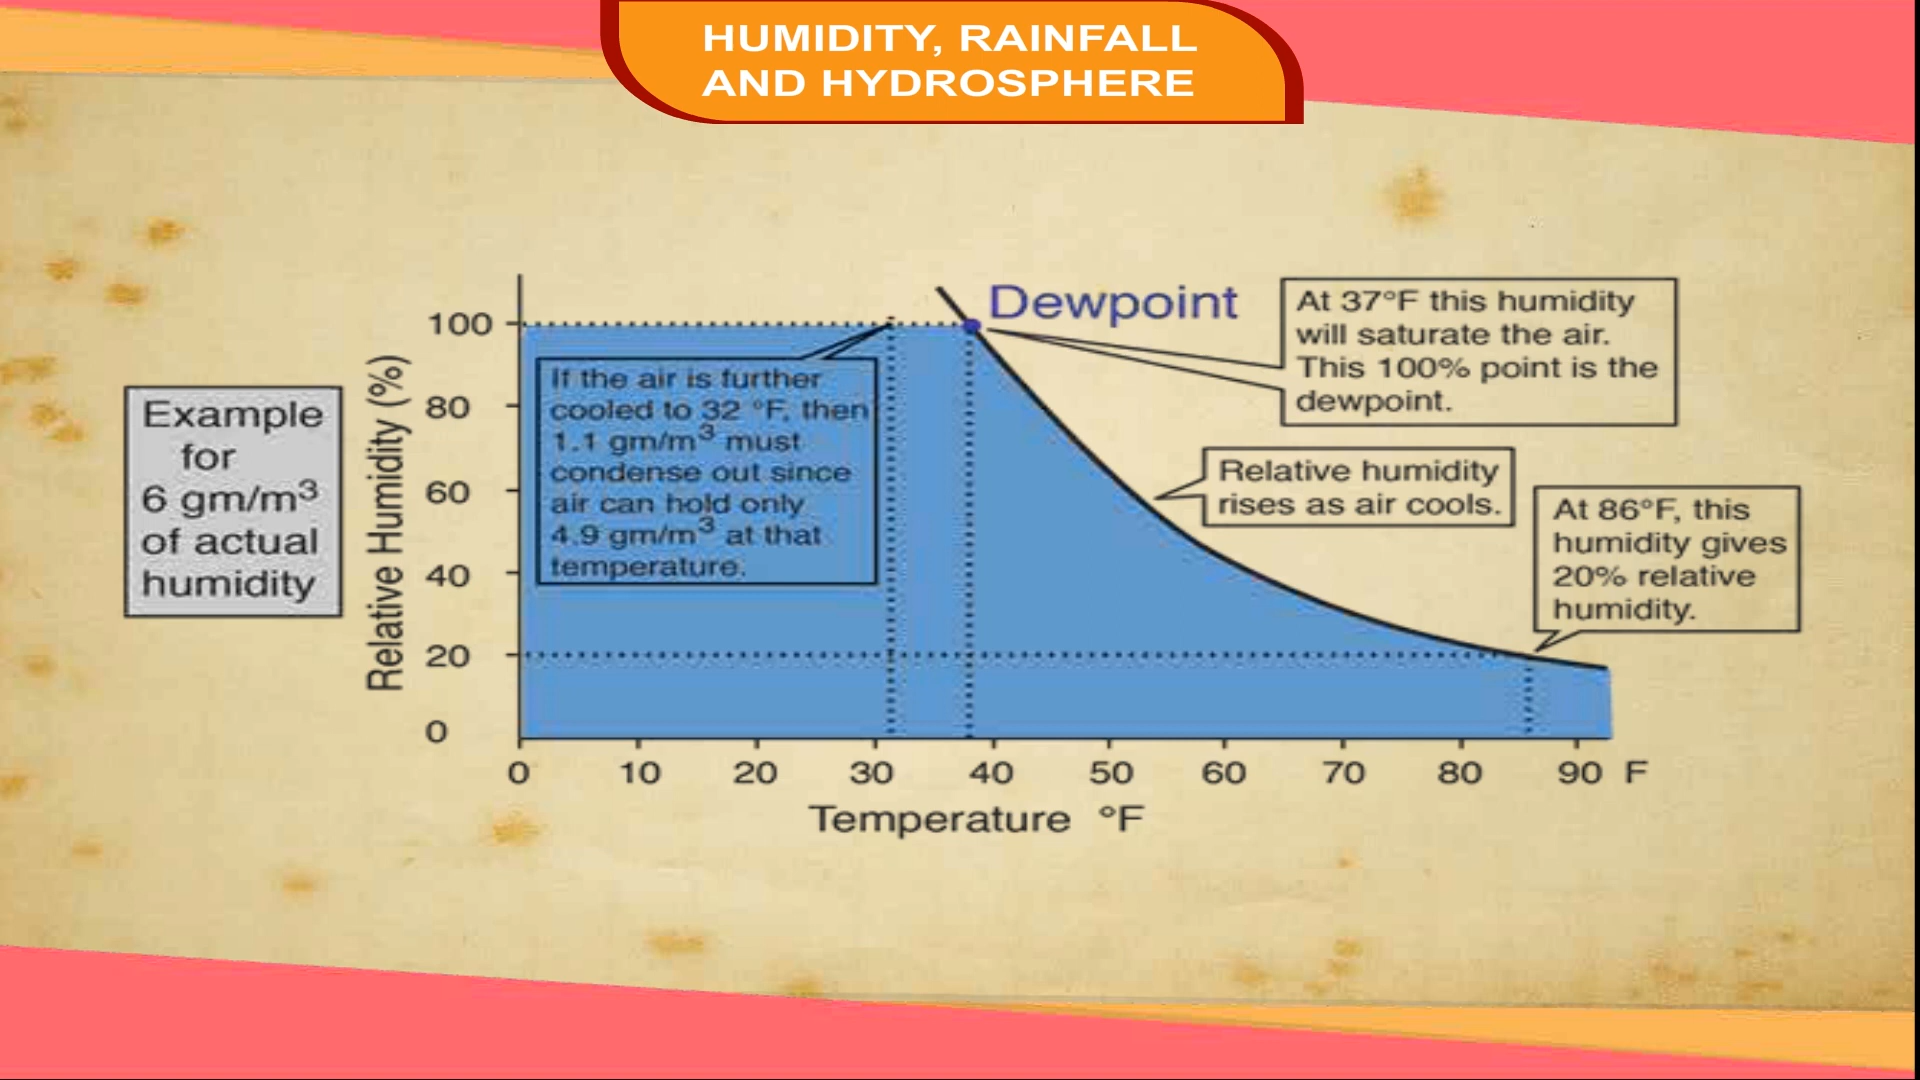 HUMIDITY, RAINFALL
AND HYDROSPHERE
Example
for
6 gm/m³
of actual
humidity
Relative Humidity (%)
100
80
60
40
20
0
If the air is further
cooled to 32 °F, then
1.1 gm/m³ must
condense out since
air can hold only
4.9 gm/m³ at that
temperature.
Dewpoint
At 37°F this humidity
will saturate the air.
This 100% point is the
dewpoint.
Relative humidity
rises as air cools.
At 86°F, this
humidity gives
20% relative
humidity.
0 10 20 30 40 50 60 70 80 90 F
Temperature °F